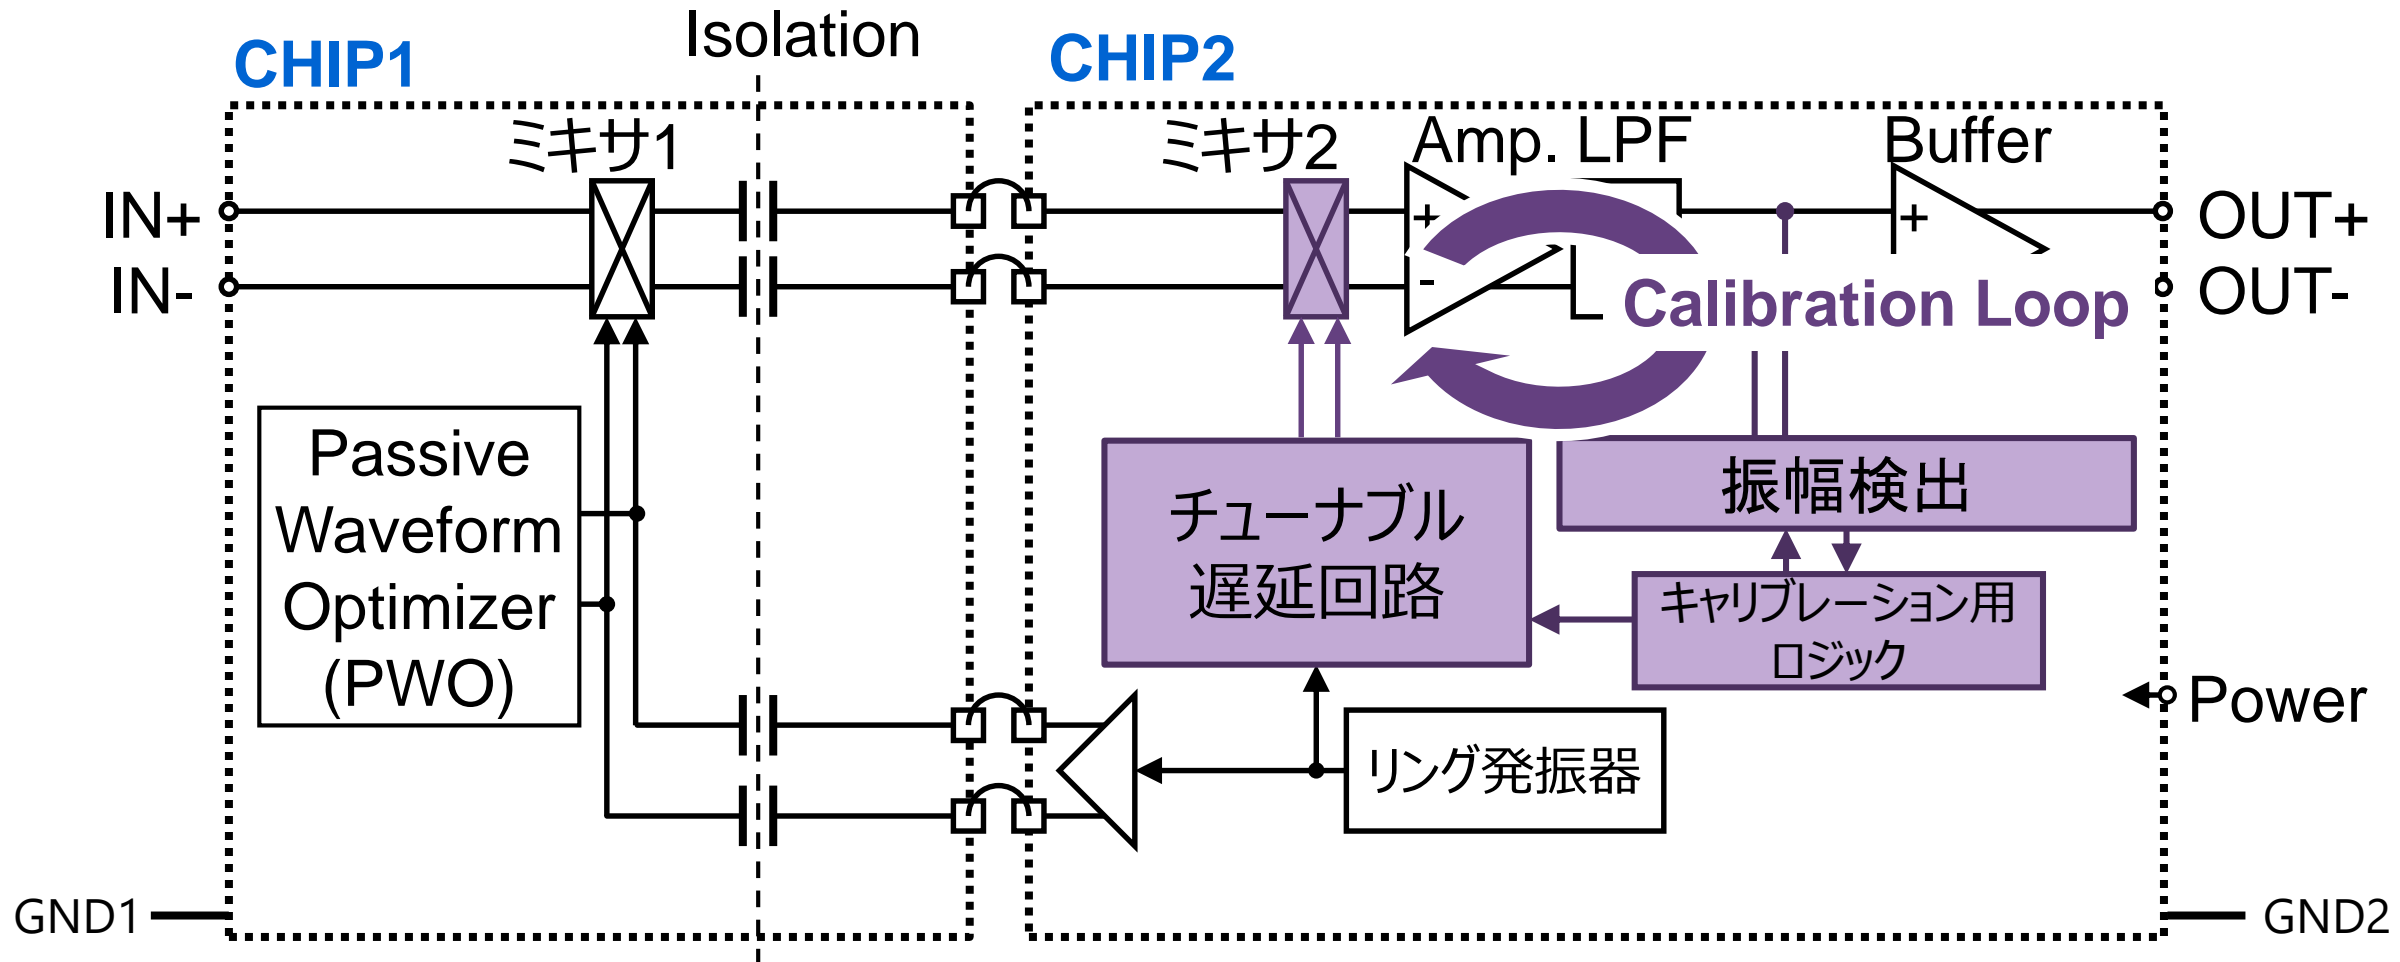 Isolation
CHIP1
CHIP2
ミキサ1
ミキサ2
Amp.
LPF
Buffer
IN+
IN-
+
-
+
OUT+
OUT-
Calibration Loop
Passive
Waveform
Optimizer
(PWO)
チューナブル
遅延回路
振幅検出
キャリブレーション用
ロジック
リング発振器
Power
GND1
GND2